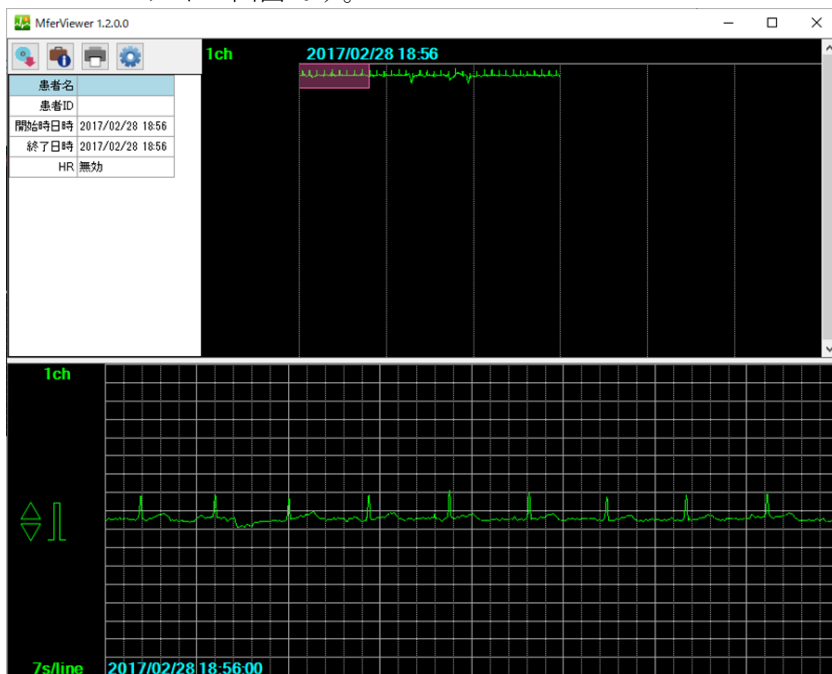 MferViewer 1.2.0.0
1ch 2017/02/28 18:56
患者名
患者ID
開始時日時 2017/02/28 18:56
終了日時 2017/02/28 18:56
HR 無効
1ch
7s/line 2017/02/28 18:56:00